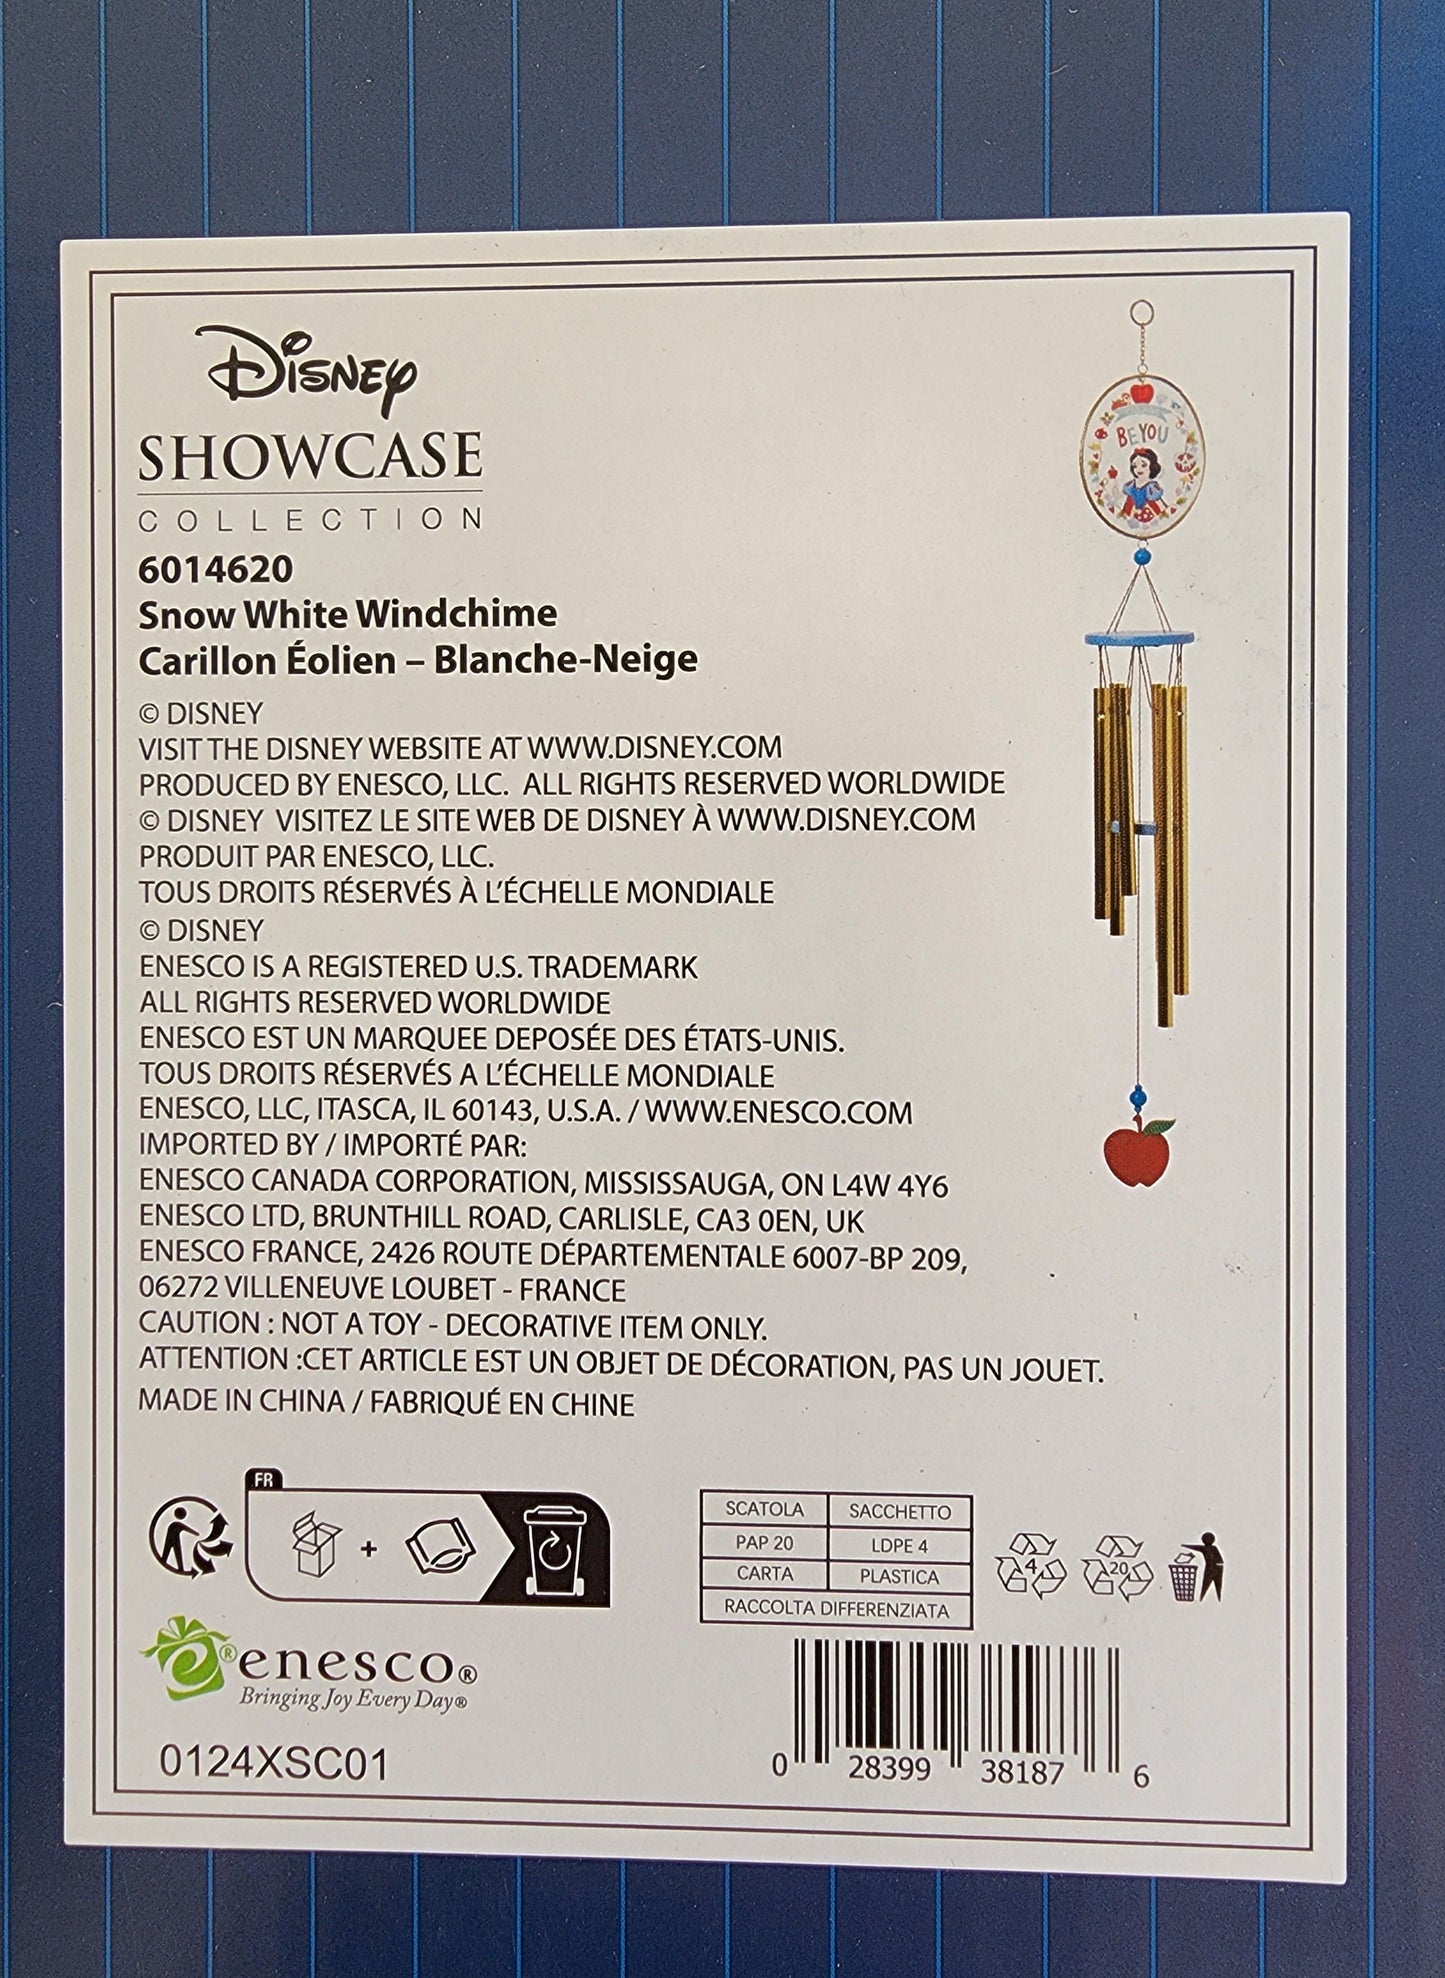 Disney
SHOWCASE
COLLECTION
BE YOU
6014620
Snow White Windchime
Carillon Éolien – Blanche-Neige
© DISNEY
VISIT THE DISNEY WEBSITE AT WWW.DISNEY.COM
PRODUCED BY ENESCO, LLC. ALL RIGHTS RESERVED WORLDWIDE
© DISNEY VISITEZ LE SITE WEB DE DISNEY À WWW.DISNEY.COM
PRODUIT PAR ENESCO, LLC.
TOUS DROITS RÉSERVÉS À L'ÉCHELLE MONDIALE
© DISNEY
ENESCO IS A REGISTERED U.S. TRADEMARK
ALL RIGHTS RESERVED WORLDWIDE
ENESCO EST UN MARQUEE DEPOSÉE DES ÉTATS-UNIS.
TOUS DROITS RÉSERVÉS A L'ÉCHELLE MONDIALE
ENESCO, LLC, ITASCA, IL 60143, U.S.A. / WWW.ENESCO.COM
IMPORTED BY / IMPORTÉ PAR:
ENESCO CANADA CORPORATION, MISSISSAUGA, ON L4W 4Y6
ENESCO LTD, BRUNTHILL ROAD, CARLISLE, CA3 0EN, UK
ENESCO FRANCE, 2426 ROUTE DÉPARTEMENTALE 6007-BP 209,
06272 VILLENEUVE LOUBET - FRANCE
CAUTION : NOT A TOY - DECORATIVE ITEM ONLY.
ATTENTION :CET ARTICLE EST UN OBJET DE DÉCORATION, PAS UN JOUET.
MADE IN CHINA / FABRIQUÉ EN CHINE
FR
+
SCATOLA SACCHETTO
PAP 20 LDPE 4
CARTA PLASTICA
RACCOLTA DIFFERENZIATA
4 20
e® enesco®
Bringing Joy Every Day®
0124XSC01
0 28399 38187 6